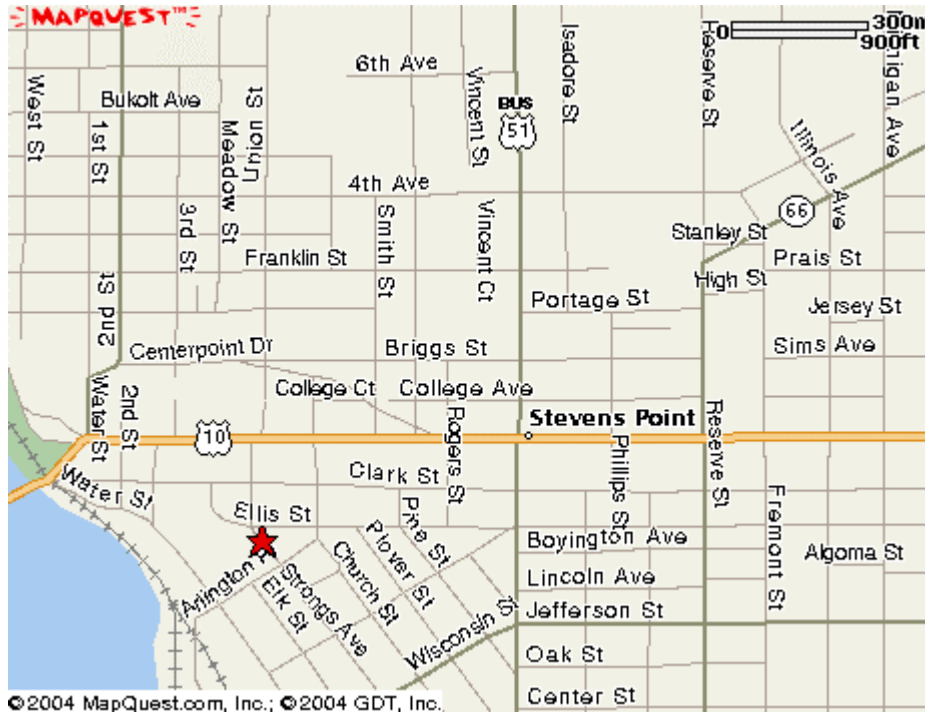 MAPQUEST™
0 300m
900ft
6th Ave
Isadore St
Reserve St
Bukolt Ave
West St
1st St
Meadow St
Union St
Vincent St
BUS
51
Illinois Ave
4th Ave
66
3rd St
Smith St
Vincent Ct
Stanley St
Franklin St
Prais St
High St
Portage St
Jersey St
2nd St
Centerpoint Dr
Briggs St
Sims Ave
College Ct
College Ave
Water St
2nd St
Rogers St
Stevens Point
Reserve St
10
Phillips St
Clark St
Water St
Ellis St
Pine St
Plover St
Church St
Boyington Ave
Fremont St
Algoma St
Arlington P
Strongs Ave
Elk St
Lincoln Ave
Wisconsin St
Jefferson St
Oak St
Center St
©2004 MapQuest.com, Inc.; ©2004 GDT, Inc.